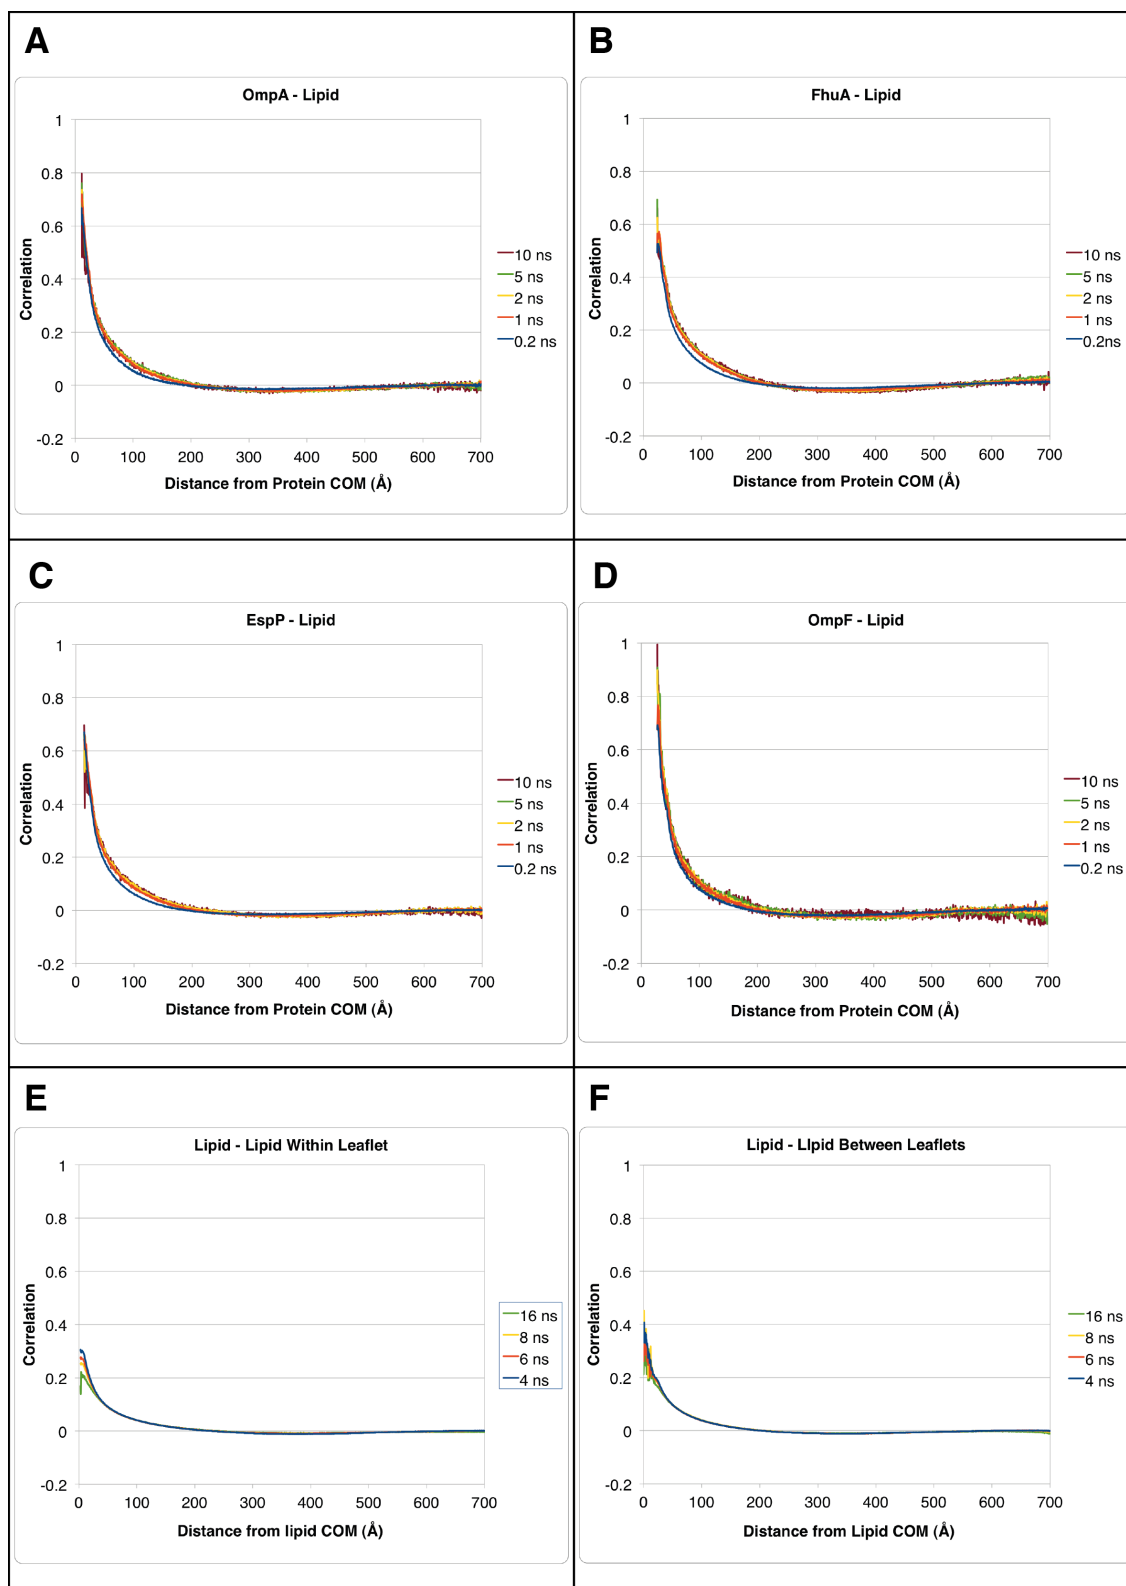 A
OmpA - Lipid
1
0.8
0.6
0.4
0.2
0
-0.2
0 100 200 300 400 500 600 700
Correlation
Distance from Protein COM (Å)
10 ns
5 ns
2 ns
1 ns
0.2 ns
B
FhuA - Lipid
1
0.8
0.6
0.4
0.2
0
-0.2
0 100 200 300 400 500 600 700
Correlation
Distance from Protein COM (Å)
10 ns
5 ns
2 ns
1 ns
0.2ns
C
EspP - Lipid
1
0.8
0.6
0.4
0.2
0
-0.2
0 100 200 300 400 500 600 700
Correlation
Distance from Protein COM (Å)
10 ns
5 ns
2 ns
1 ns
0.2 ns
D
OmpF - Lipid
1
0.8
0.6
0.4
0.2
0
-0.2
0 100 200 300 400 500 600 700
Correlation
Distance from Protein COM (Å)
10 ns
5 ns
2 ns
1 ns
0.2 ns
E
Lipid - Lipid Within Leaflet
1
0.8
0.6
0.4
0.2
0
-0.2
0 100 200 300 400 500 600 700
Correlation
Distance from lipid COM (Å)
16 ns
8 ns
6 ns
4 ns
F
Lipid - LIpid Between Leaflets
1
0.8
0.6
0.4
0.2
0
-0.2
0 100 200 300 400 500 600 700
Correlation
Distance from Lipid COM (Å)
16 ns
8 ns
6 ns
4 ns